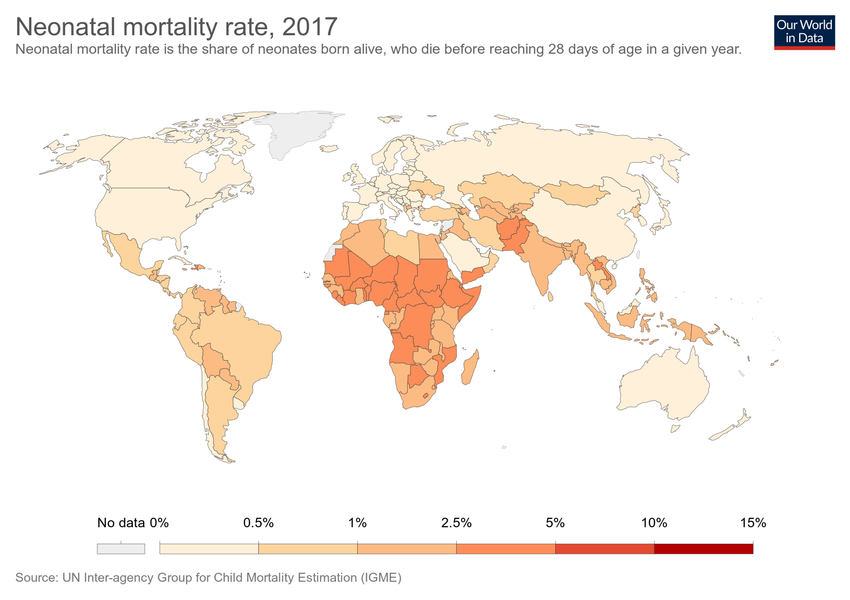 Neonatal mortality rate, 2017
Neonatal mortality rate is the share of neonates born alive, who die before reaching 28 days of age in a given year.
Our World
in Data
No data 0% 0.5% 1% 2.5% 5% 10% 15%
Source: UN Inter-agency Group for Child Mortality Estimation (IGME)